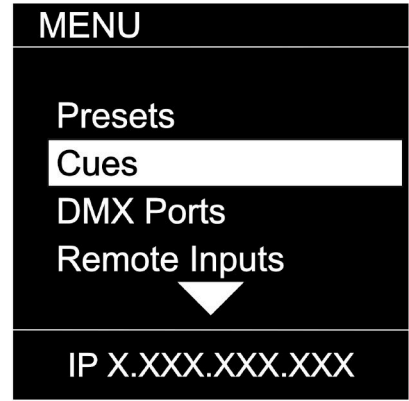 MENU
Presets
Cues
DMX Ports
Remote Inputs
IP X.XXX.XXX.XXX